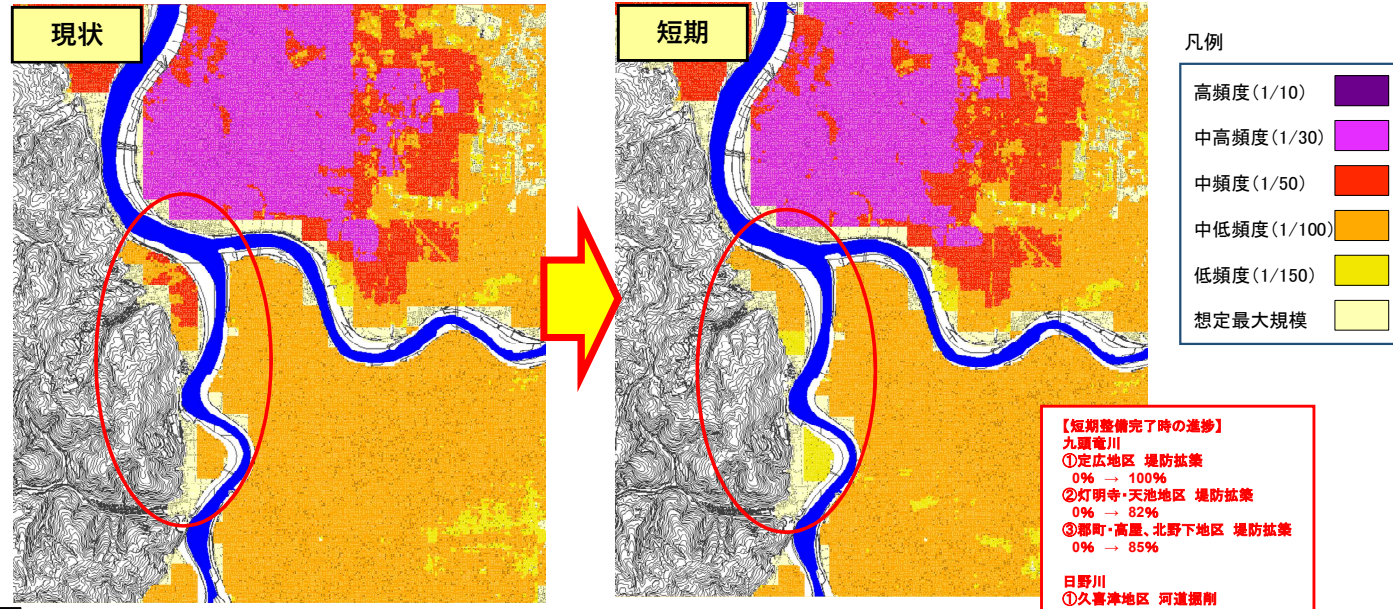 現状
短期
凡例
高頻度(1/10)
中高頻度(1/30)
中頻度(1/50)
中低頻度(1/100)
低頻度(1/150)
想定最大規模
【短期整備完了時の進捗】
九頭竜川
①定広地区 堤防拡築
0% → 100%
②灯明寺・天池地区 堤防拡築
0% → 82%
③郡町・高屋、北野下地区 堤防拡築
0% → 85%
日野川
①久喜津地区 河道掘削